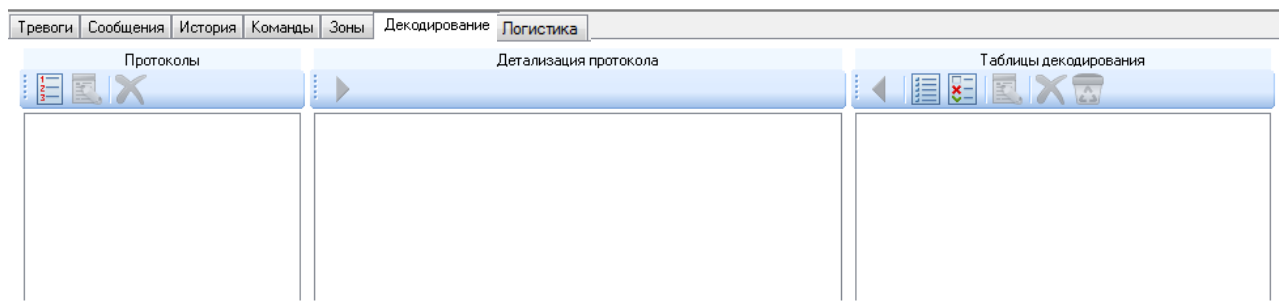 Тревоги Сообщения История Команды Зоны Декодирование Логистика
Протоколы Детализация протокола Таблицы декодирования